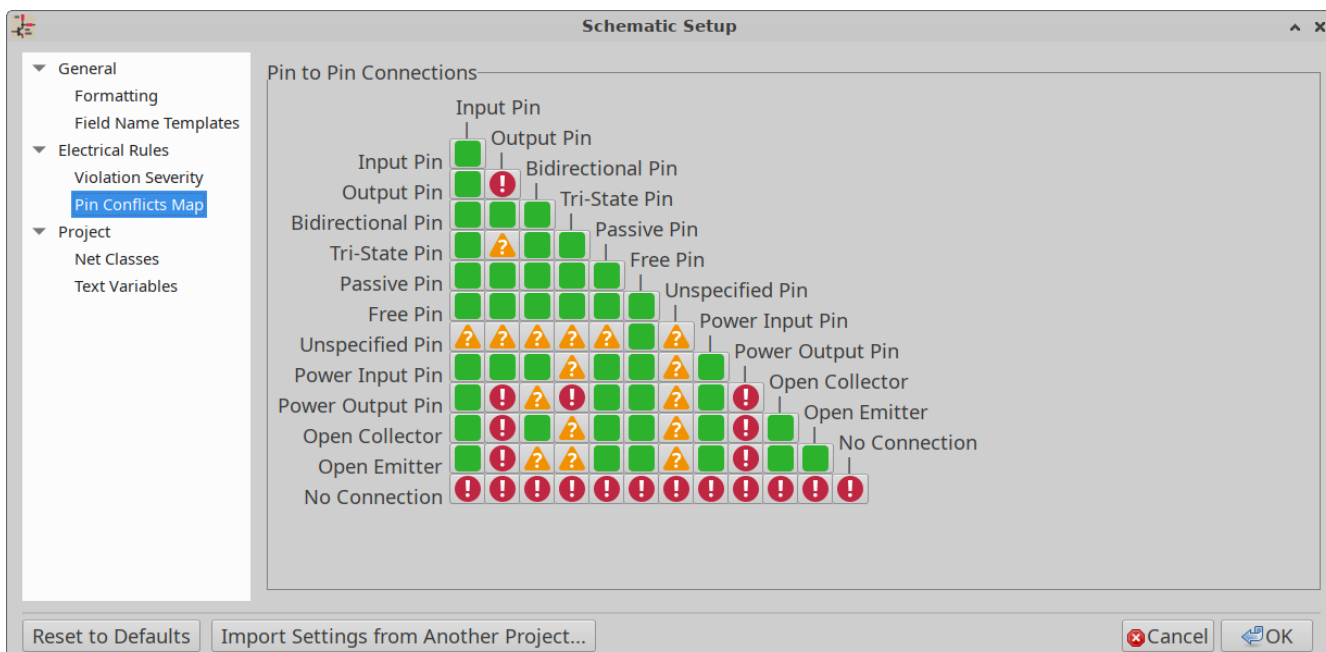 Schematic Setup
General
Formatting
Field Name Templates
Electrical Rules
Violation Severity
Pin Conflicts Map
Project
Net Classes
Text Variables
Pin to Pin Connections
Input Pin
Output Pin
Input Pin
Bidirectional Pin
Output Pin
Tri-State Pin
Bidirectional Pin
Passive Pin
Tri-State Pin
Free Pin
Passive Pin
Unspecified Pin
Free Pin
Power Input Pin
Unspecified Pin
Power Output Pin
Power Input Pin
Open Collector
Power Output Pin
Open Emitter
Open Collector
No Connection
Open Emitter
No Connection
Reset to Defaults
Import Settings from Another Project...
Cancel
OK